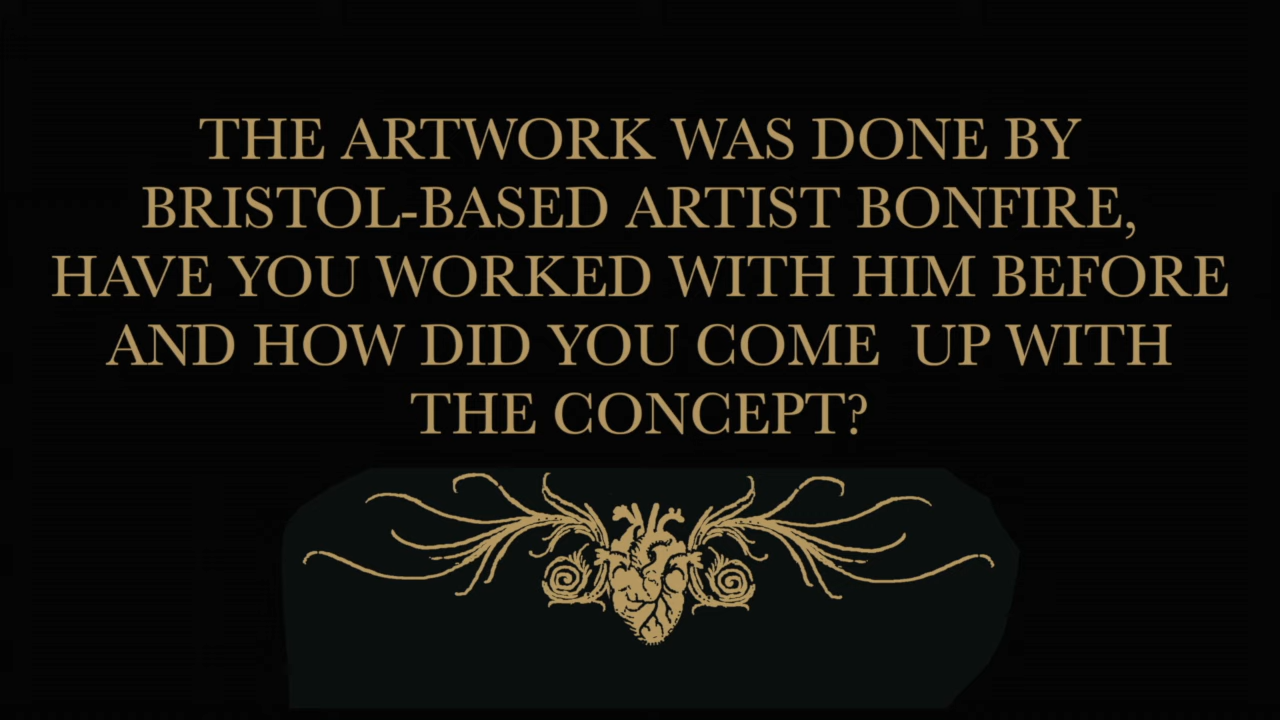 THE ARTWORK WAS DONE BY
BRISTOL-BASED ARTIST BONFIRE,
HAVE YOU WORKED WITH HIM BEFORE
AND HOW DID YOU COME  UP WITH
THE CONCEPT?